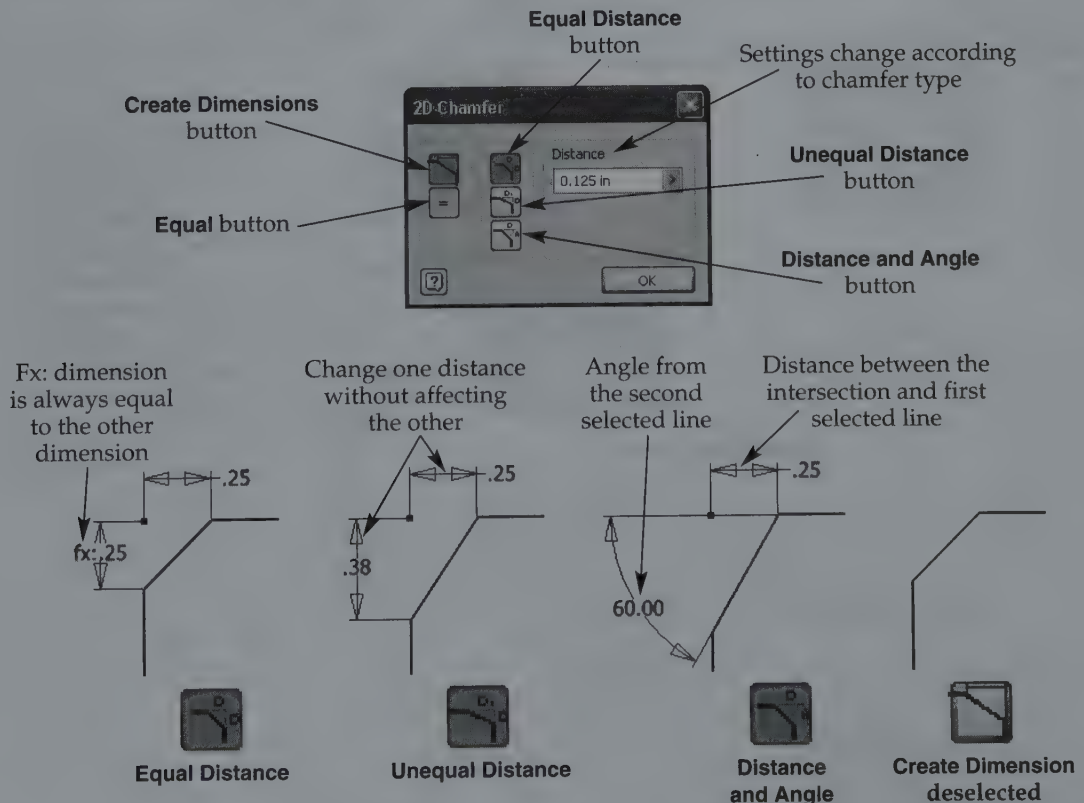 Equal Distance
button
Settings change according
to chamfer type
Create Dimensions
button
2D Chamfer
Distance
0.125 in
Unequal Distance
button
Equal button
=
Distance and Angle
button
OK
Fx: dimension
is always equal
to the other
dimension
Change one distance
without affecting
the other
Angle from
the second
selected line
Distance between the
intersection and first
selected line
.25
fx:.25
.25
.38
.25
60.00
Equal Distance
Unequal Distance
Distance
and Angle
Create Dimension
deselected